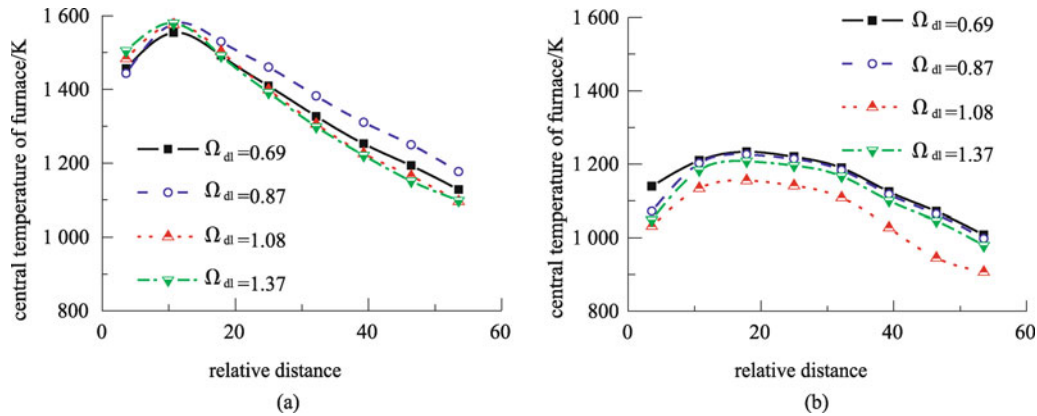 (a)
1 600
1 400
1 200
1 000
800
0
20
40
60
central temperature of furnace/K
relative distance
Ω dl =0.69
Ω dl =0.87
Ω dl =1.08
Ω dl =1.37
(a)
1 600
1 400
1 200
1 000
800
0
20
40
60
central temperature of furnace/K
relative distance
Ω dl =0.69
Ω dl =0.87
Ω dl =1.08
Ω dl =1.37
(b)